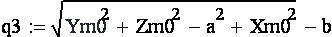 q3 := √(Ym0² + Zm0² − a² + Xm0²) − b